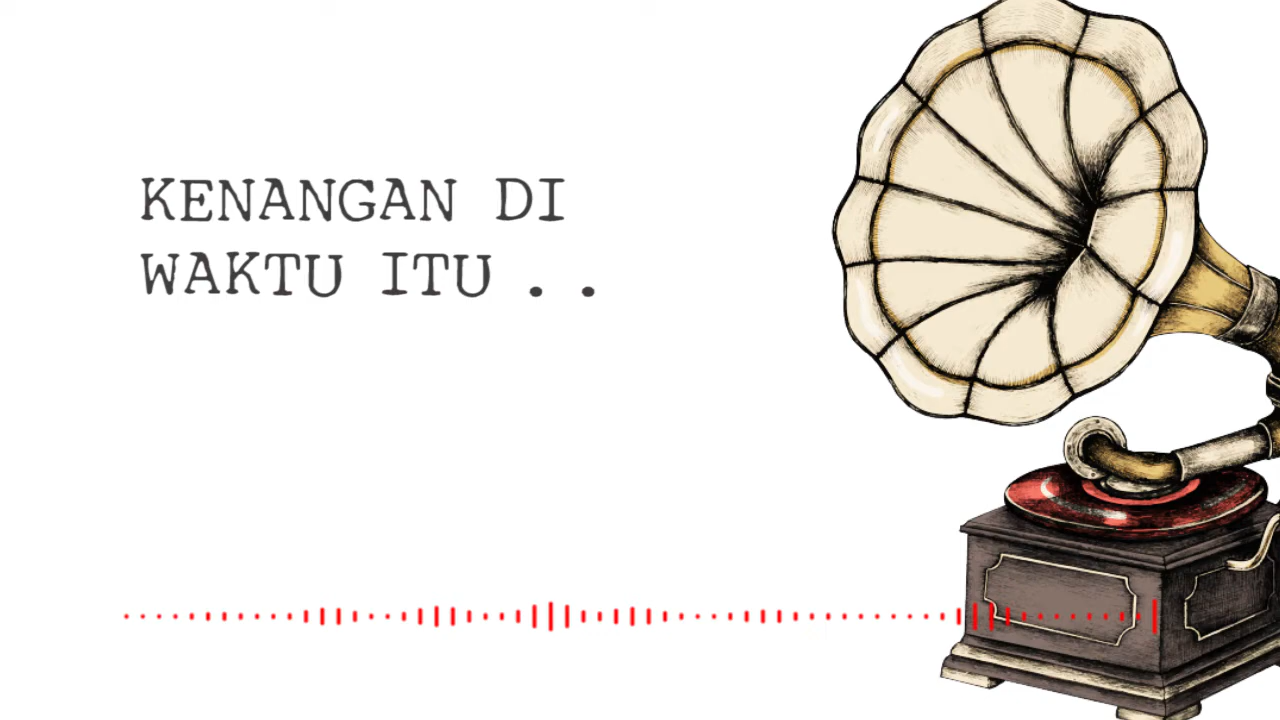 KENANGAN DI
WAKTU ITU . .